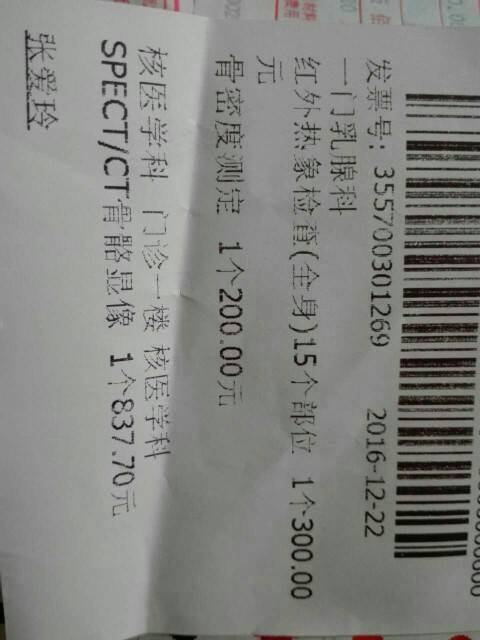 发票号: 355700301269 2016-12-22
一门乳腺科
红外热象检查(全身)15个部位 1个300.00
元
骨密度测定 1个200.00元
核医学科 门诊一楼 核医学科
SPECT/CT骨骼显像 1个837.70元
张爱玲